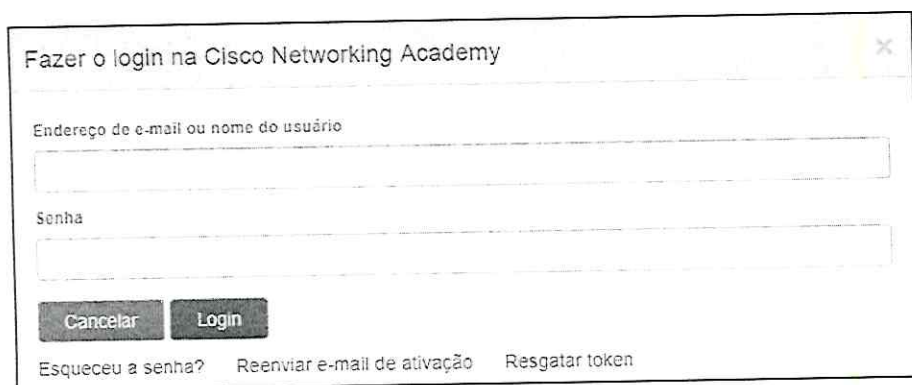 Fazer o login na Cisco Networking Academy
×
Endereço de e-mail ou nome do usuário
Senha
Cancelar Login
Esqueceu a senha? Reenviar e-mail de ativação Resgatar token